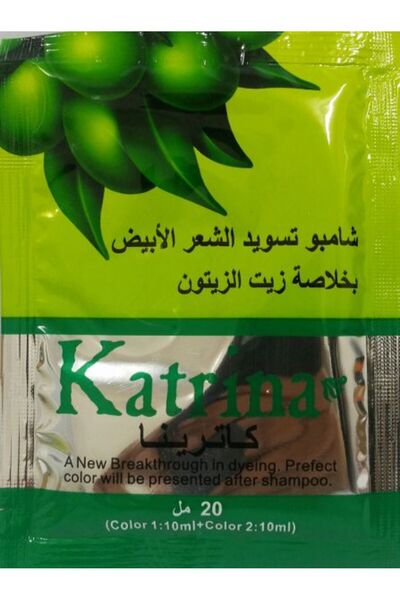 شامبو تسويد الشعر الأبيض
بخلاصة زيت الزيتون
Katrina
كاترينا
A New Breakthrough in dyeing. Prefect
color will be presented after shampoo.
20 مل
(Color 1:10ml+Color 2:10ml)